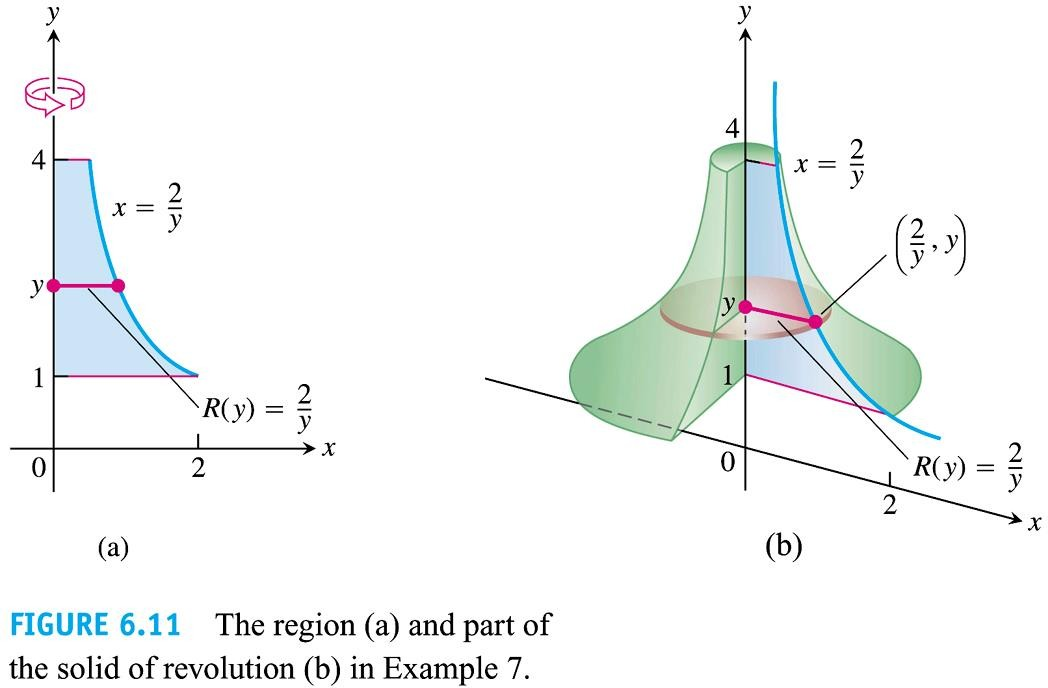 y
4
x = 2/y
y
1
R(y) = 2/y
0
2
x
(a)
y
4
x = 2/y
(2/y, y)
y
1
0
R(y) = 2/y
2
x
(b)
FIGURE 6.11 The region (a) and part of
the solid of revolution (b) in Example 7.